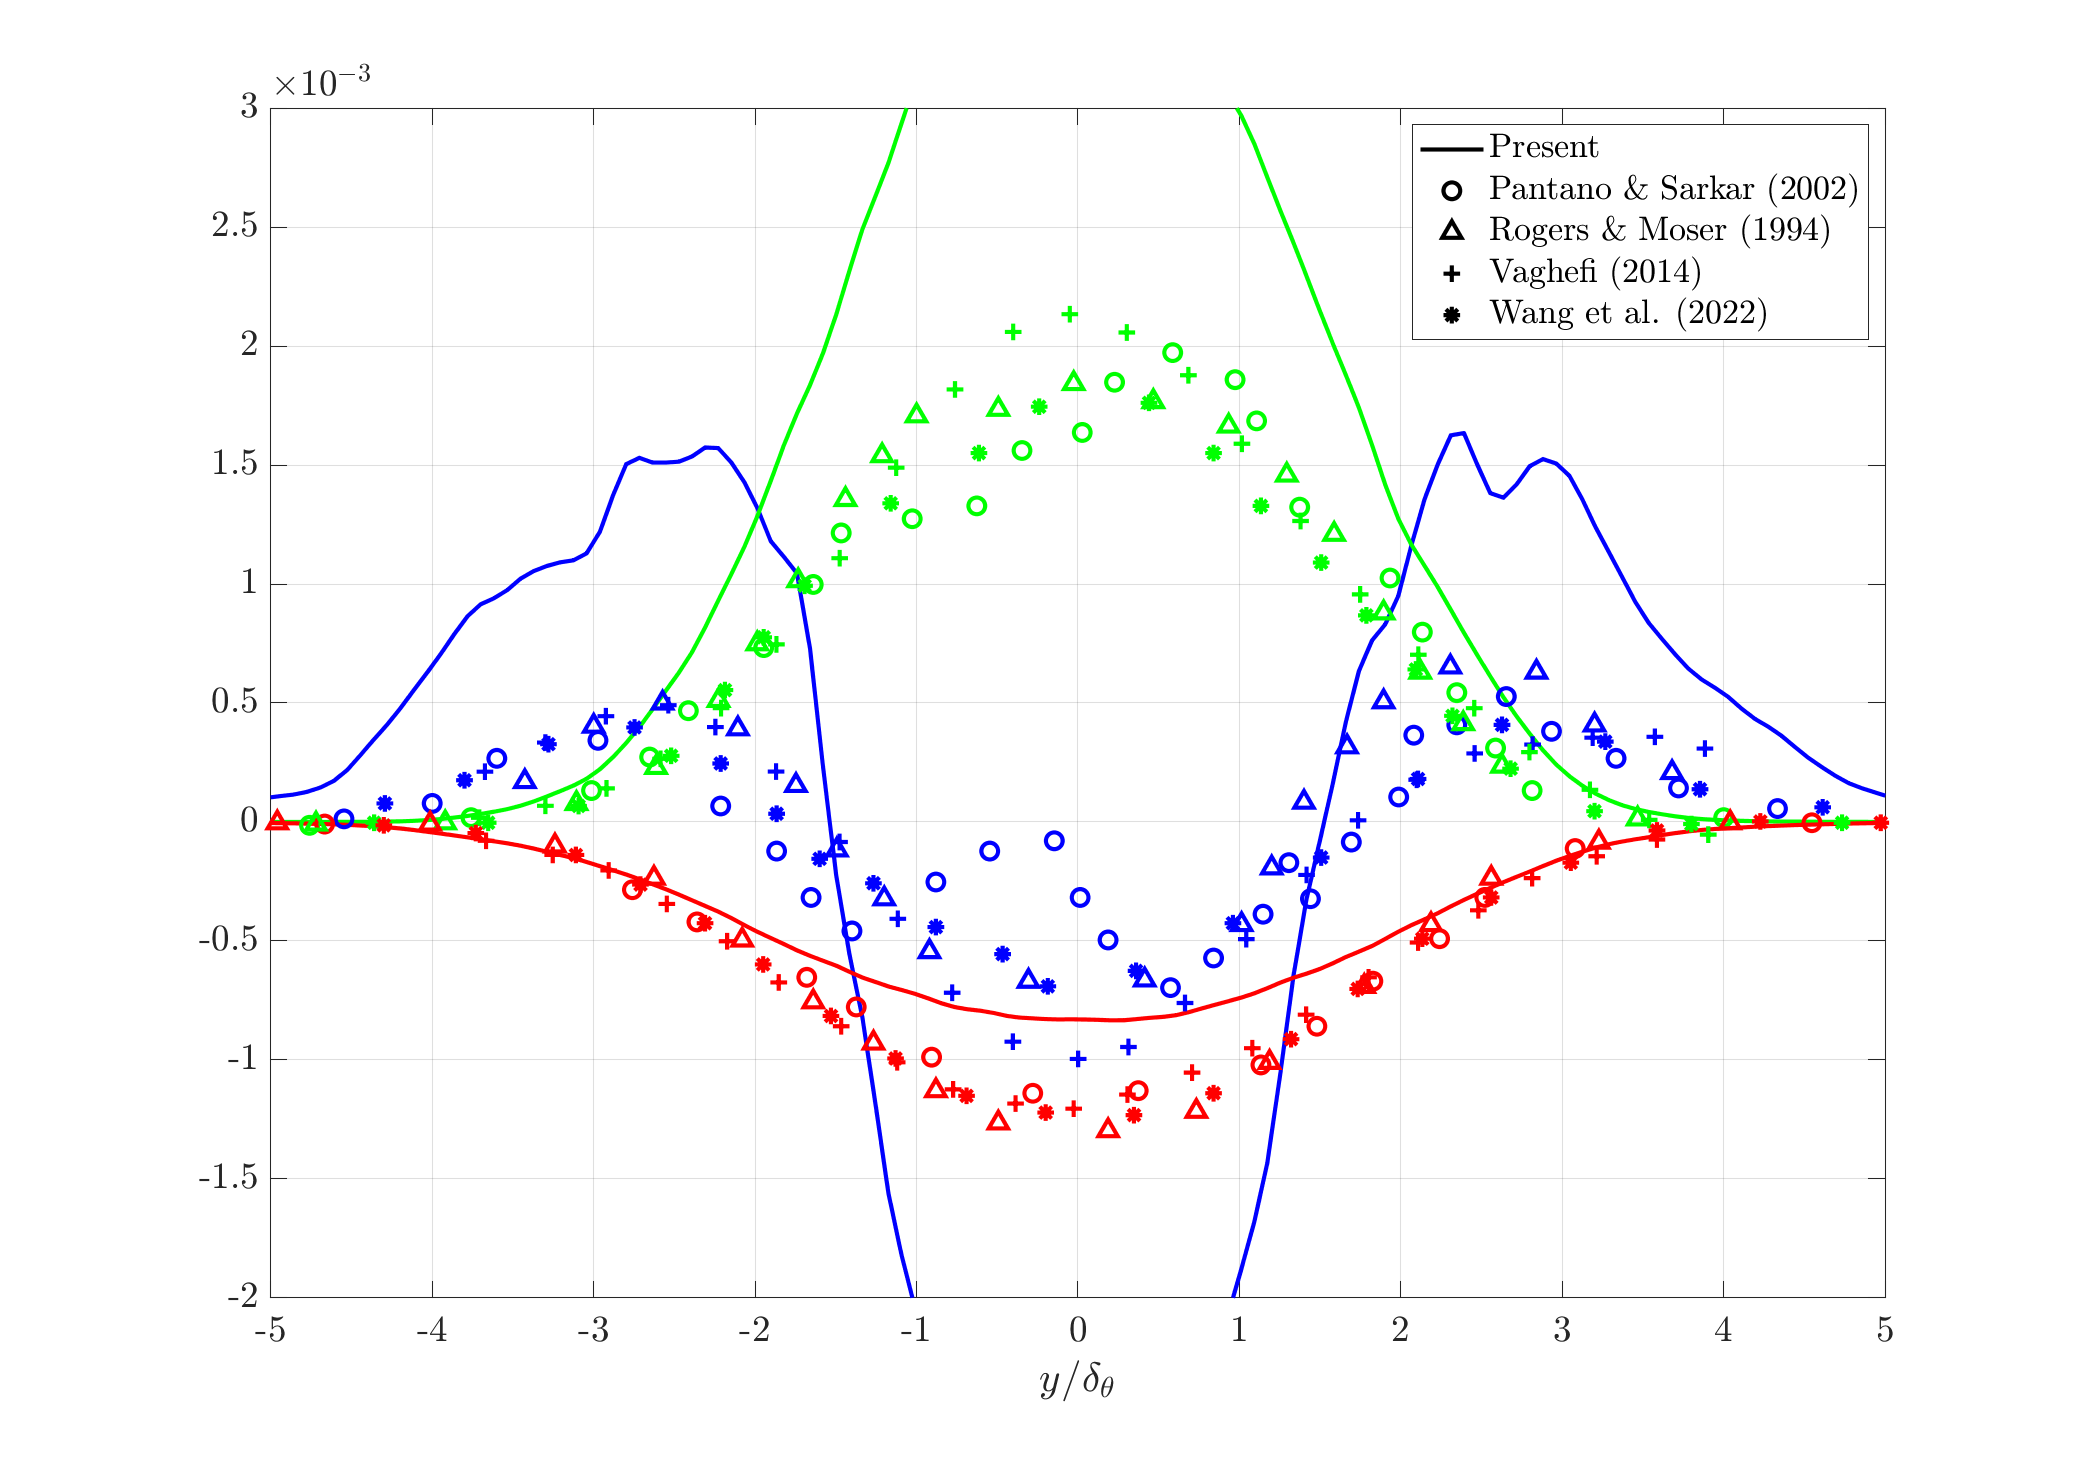 ×10⁻³
3
2.5
2
1.5
1
0.5
0
-0.5
-1
-1.5
-2
-5 -4 -3 -2 -1 0 1 2 3 4 5
y/δ_θ
Present
Pantano & Sarkar (2002)
Rogers & Moser (1994)
Vaghefi (2014)
Wang et al. (2022)